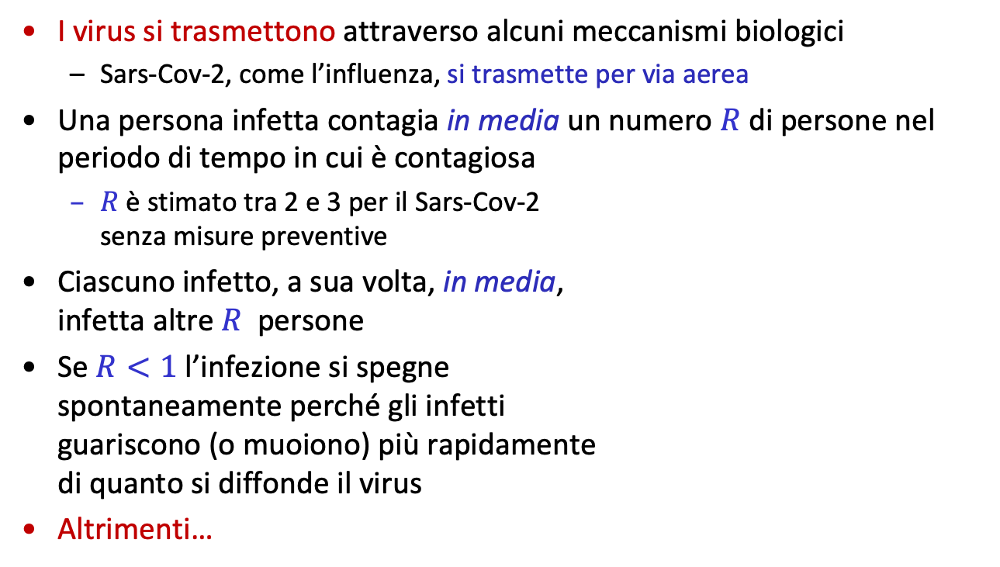 • I virus si trasmettono attraverso alcuni meccanismi biologici
– Sars-Cov-2, come l’influenza, si trasmette per via aerea
• Una persona infetta contagia in media un numero R di persone nel
periodo di tempo in cui è contagiosa
– R è stimato tra 2 e 3 per il Sars-Cov-2
senza misure preventive
• Ciascuno infetto, a sua volta, in media,
infetta altre R persone
• Se R < 1 l’infezione si spegne
spontaneamente perché gli infetti
guariscono (o muoiono) più rapidamente
di quanto si diffonde il virus
• Altrimenti…